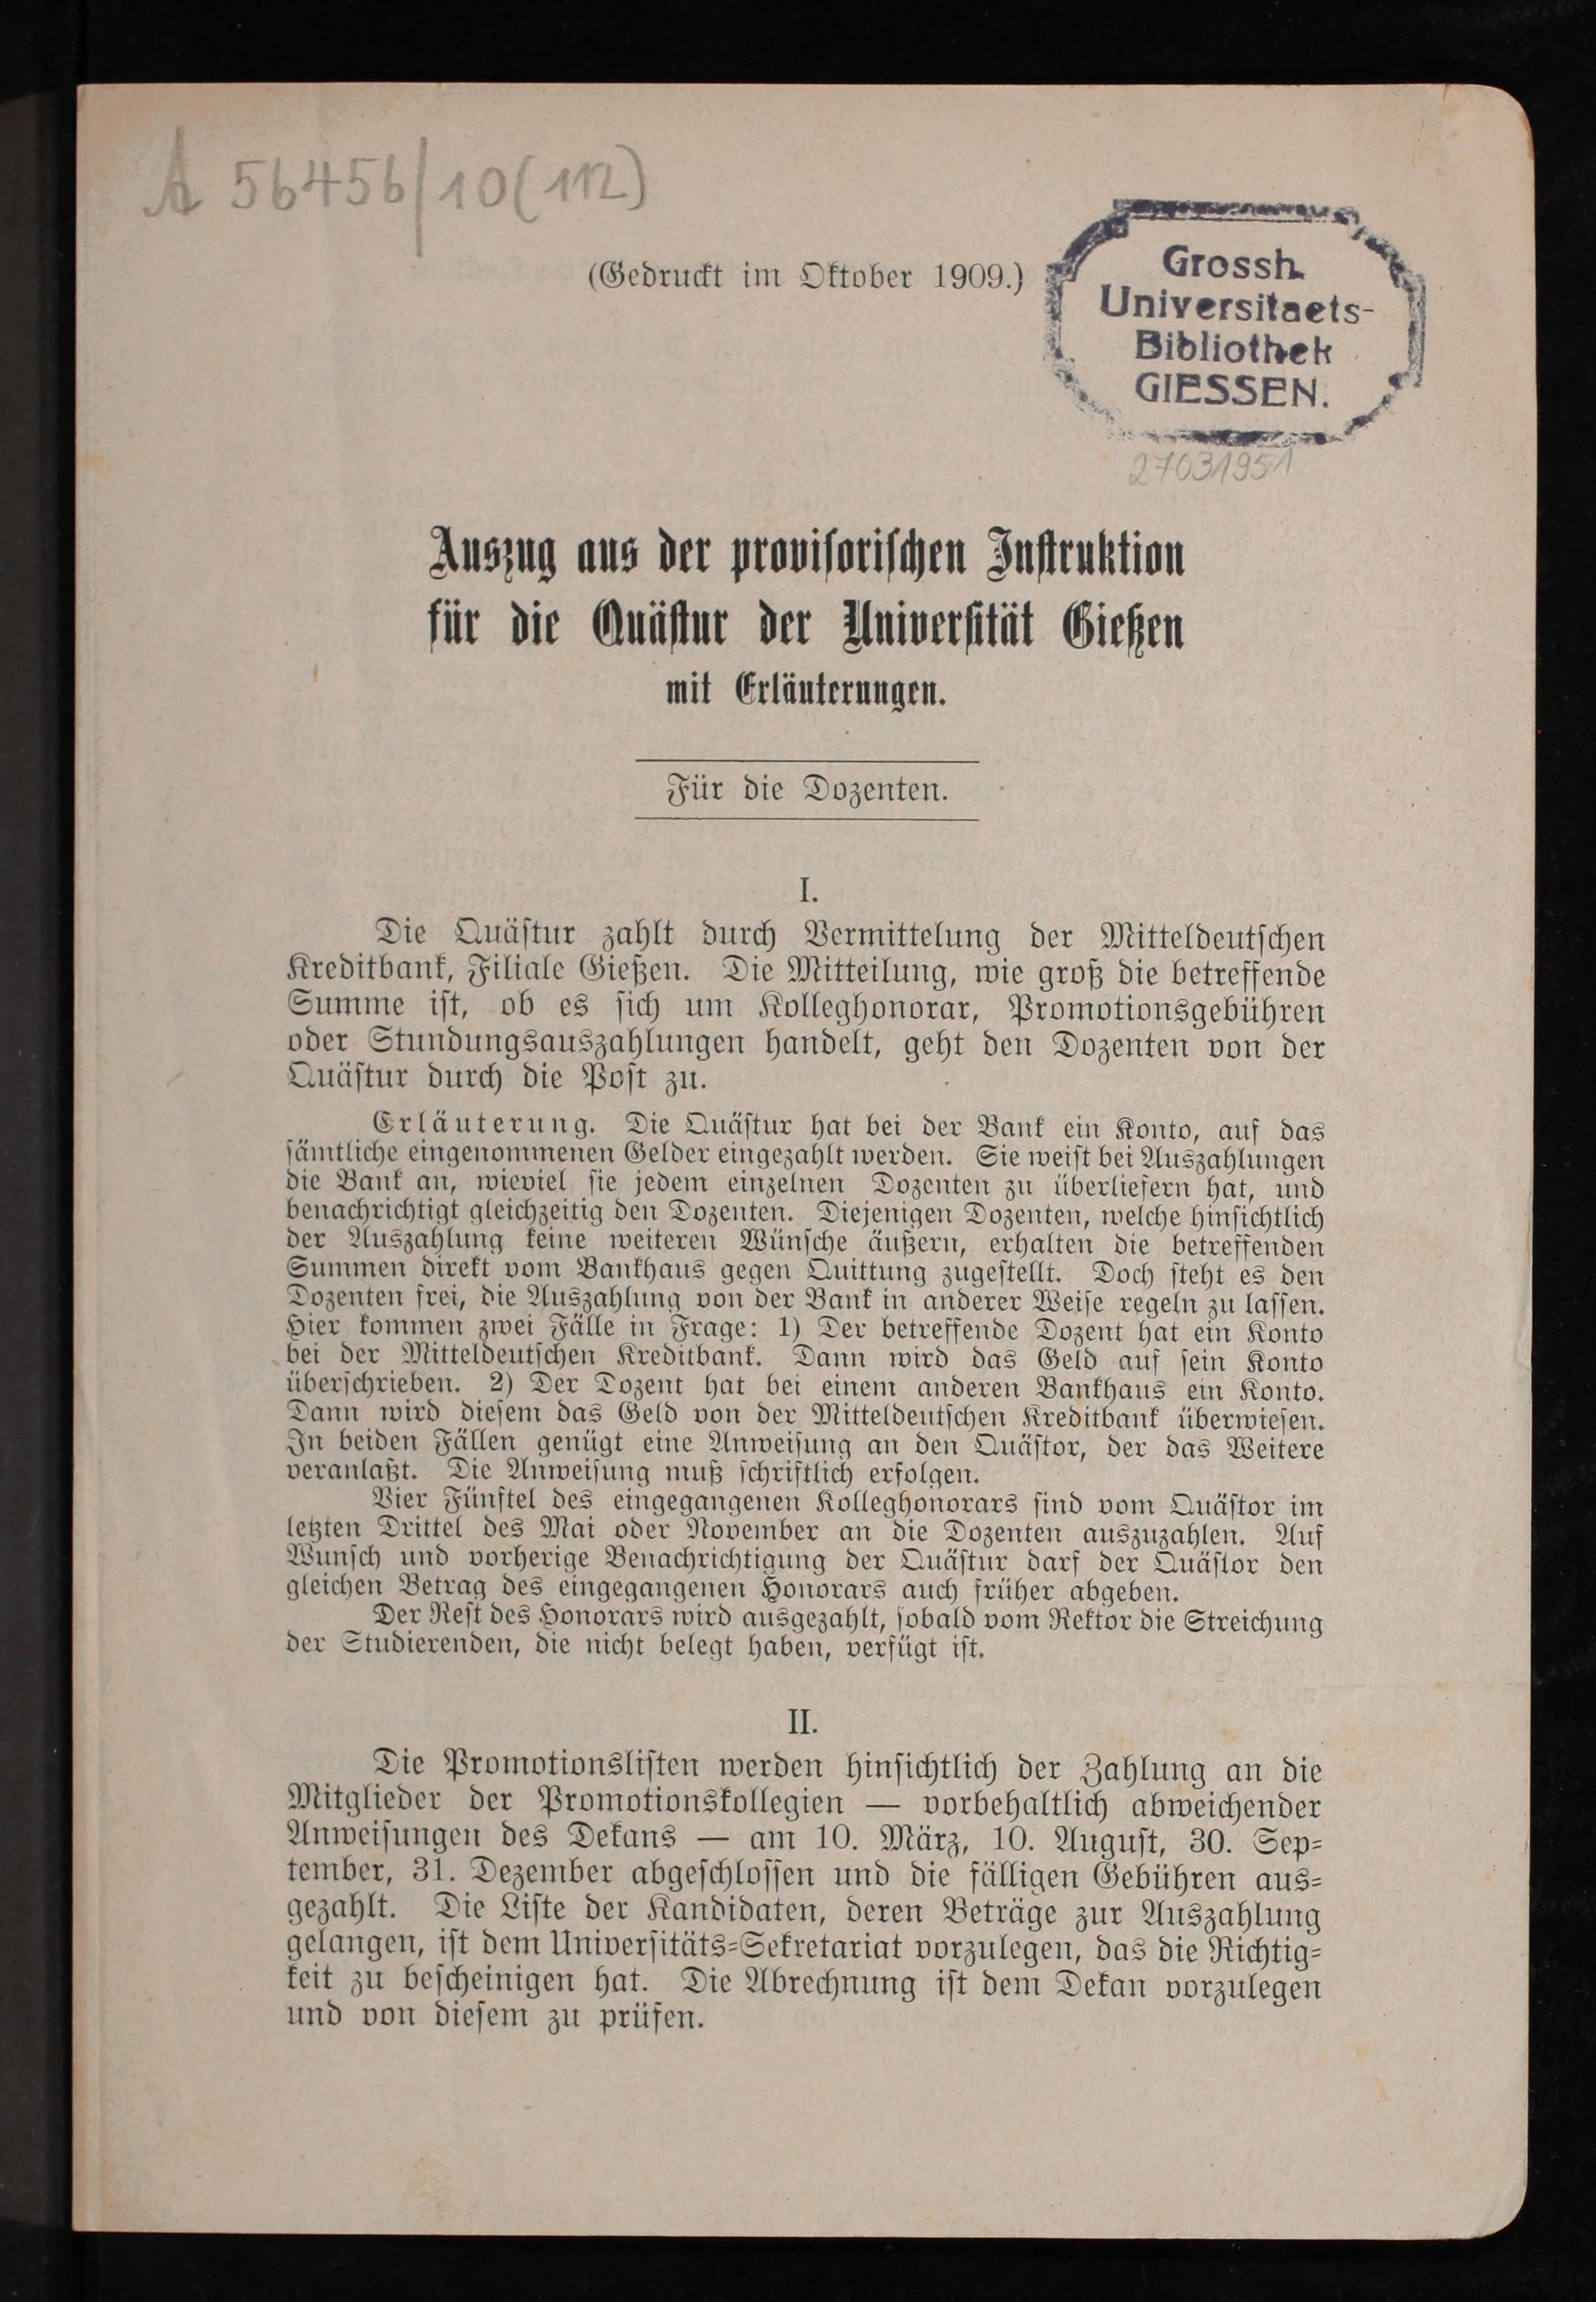 A 56456/10(112)
(Gedruckt im Oktober 1909.)
Grossh.
Universitaets-
Bibliothek
GIESSEN.
27031951
Auszug aus der proviſoriſchen Inſtruktion
für die Quäſtur der Univerſität Gießen
mit Erläuterungen.
Für die Dozenten.
I.
Die Quäſtur zahlt durch Vermittelung der Mitteldeutſchen
Kreditbank, Filiale Gießen. Die Mitteilung, wie groß die betreffende
Summe iſt, ob es ſich um Kolleghonorar, Promotionsgebühren
oder Stundungsauszahlungen handelt, geht den Dozenten von der
Quäſtur durch die Poſt zu.
Erläuterung. Die Quäſtur hat bei der Bank ein Konto, auf das
ſämtliche eingenommenen Gelder eingezahlt werden. Sie weiſt bei Auszahlungen
die Bank an, wieviel ſie jedem einzelnen Dozenten zu überliefern hat, und
benachrichtigt gleichzeitig den Dozenten. Diejenigen Dozenten, welche hinſichtlich
der Auszahlung keine weiteren Wünſche äußern, erhalten die betreffenden
Summen direkt vom Bankhaus gegen Quittung zugeſtellt. Doch ſteht es den
Dozenten frei, die Auszahlung von der Bank in anderer Weiſe regeln zu laſſen.
Hier kommen zwei Fälle in Frage: 1) Der betreffende Dozent hat ein Konto
bei der Mitteldeutſchen Kreditbank. Dann wird das Geld auf ſein Konto
überſchrieben. 2) Der Dozent hat bei einem anderen Bankhaus ein Konto.
Dann wird dieſem das Geld von der Mitteldeutſchen Kreditbank überwieſen.
In beiden Fällen genügt eine Anweiſung an den Quäſtor, der das Weitere
veranlaßt. Die Anweiſung muß ſchriftlich erfolgen.
Vier Fünftel des eingegangenen Kolleghonorars ſind vom Quäſtor im
letzten Drittel des Mai oder November an die Dozenten auszuzahlen. Auf
Wunſch und vorherige Benachrichtigung der Quäſtur darf der Quäſtor den
gleichen Betrag des eingegangenen Honorars auch früher abgeben.
Der Reſt des Honorars wird ausgezahlt, ſobald vom Rektor die Streichung
der Studierenden, die nicht belegt haben, verfügt iſt.
II.
Die Promotionsliſten werden hinſichtlich der Zahlung an die
Mitglieder der Promotionskollegien — vorbehaltlich abweichender
Anweiſungen des Dekans — am 10. März, 10. Auguſt, 30. Sep-
tember, 31. Dezember abgeſchloſſen und die fälligen Gebühren aus-
gezahlt. Die Liſte der Kandidaten, deren Beträge zur Auszahlung
gelangen, iſt dem Univerſitäts-Sekretariat vorzulegen, das die Richtig-
keit zu beſcheinigen hat. Die Abrechnung iſt dem Dekan vorzulegen
und von dieſem zu prüfen.